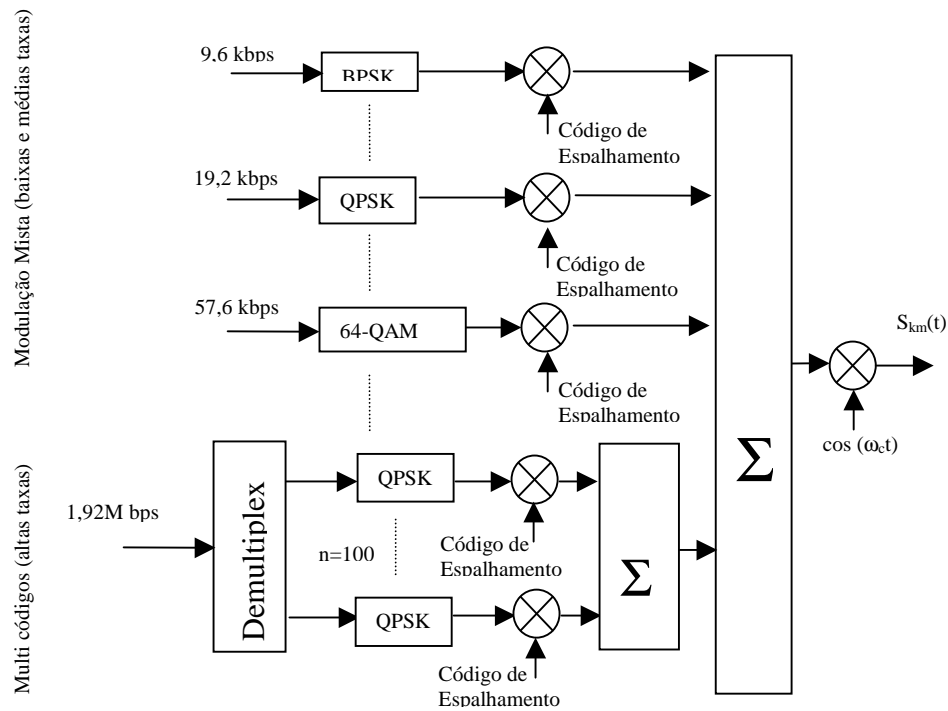 Modulação Mista (baixas e médias taxas)
9,6 kbps
BPSK
Código de
Espalhamento
19,2 kbps
QPSK
Código de
Espalhamento
57,6 kbps
64-QAM
Código de
Espalhamento
S_km(t)
cos (ω_c t)
Σ
Multi códigos (altas taxas)
1,92M bps
Demultiplex
QPSK
Código de
Espalhamento
n=100
Σ
QPSK
Código de
Espalhamento